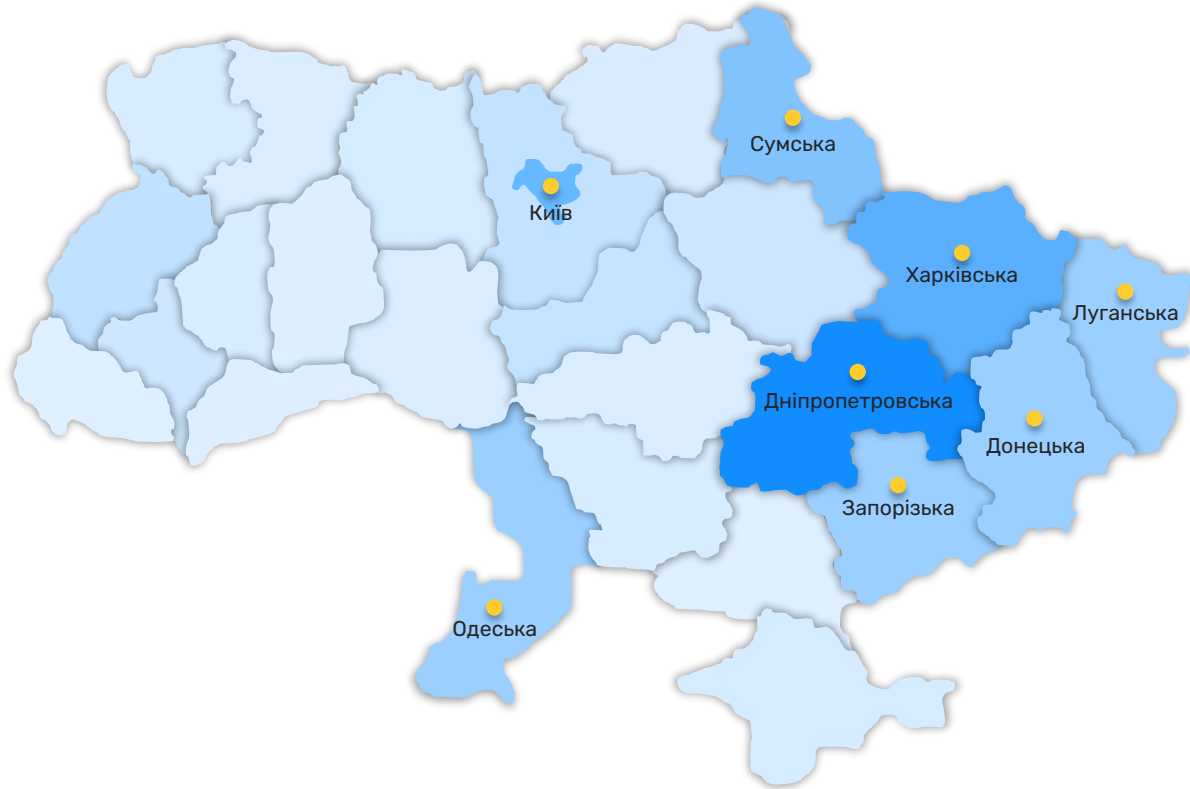 Сумська
Київ
Харківська
Луганська
Дніпропетровська
Донецька
Запорізька
Одеська